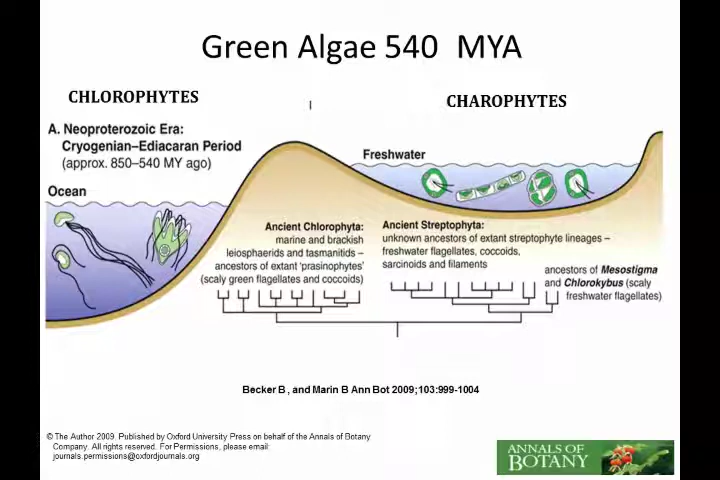 Green Algae 540 MYA
CHLOROPHYTES
CHAROPHYTES
A. Neoproterozoic Era:
Cryogenian–Ediacaran Period
(approx. 850–540 MY ago)
Freshwater
Ocean
Ancient Chlorophyta:
marine and brackish
leiosphaerids and tasmanitids –
ancestors of extant 'prasinophytes'
(scaly green flagellates and coccoids)
Ancient Streptophyta:
unknown ancestors of extant streptophyte lineages –
freshwater flagellates, coccoids,
sarcinoids and filaments
ancestors of Mesostigma
and Chlorokybus (scaly
freshwater flagellates)
Becker B , and Marin B Ann Bot 2009;103:999-1004
© The Author 2009. Published by Oxford University Press on behalf of the Annals of Botany
Company. All rights reserved. For Permissions, please email:
journals.permissions@oxfordjournals.org
ANNALS OF
BOTANY